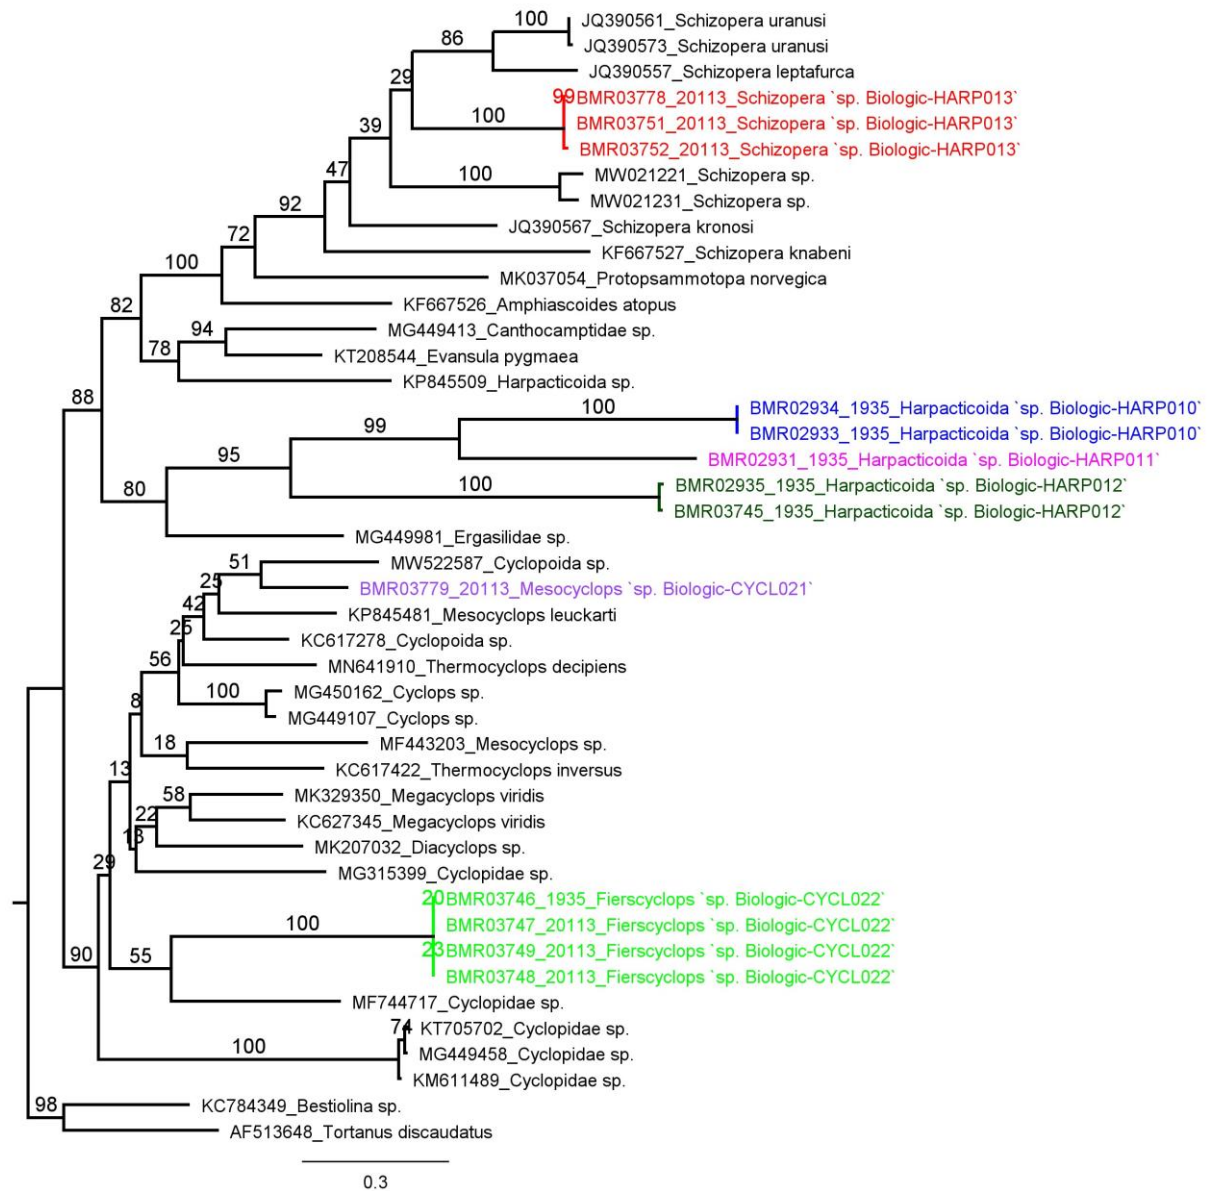 100 JQ390561_Schizopera uranusi
86 JQ390573_Schizopera uranusi
JQ390557_Schizopera leptafurca
29
99 BMR03778_20113_Schizopera `sp. Biologic-HARP013`
100 BMR03751_20113_Schizopera `sp. Biologic-HARP013`
39 BMR03752_20113_Schizopera `sp. Biologic-HARP013`
47 100 MW021221_Schizopera sp.
MW021231_Schizopera sp.
92 JQ390567_Schizopera kronosi
72 KF667527_Schizopera knabeni
100 MK037054_Protopsammotopa norvegica
82 KF667526_Amphiascoides atopus
94 MG449413_Canthocamptidae sp.
78 KT208544_Evansula pygmaea
KP845509_Harpacticoida sp.
88
100 BMR02934_1935_Harpacticoida `sp. Biologic-HARP010`
99 BMR02933_1935_Harpacticoida `sp. Biologic-HARP010`
95 BMR02931_1935_Harpacticoida `sp. Biologic-HARP011`
100 BMR02935_1935_Harpacticoida `sp. Biologic-HARP012`
80 BMR03745_1935_Harpacticoida `sp. Biologic-HARP012`
MG449981_Ergasilidae sp.
51 MW522587_Cyclopoida sp.
25 BMR03779_20113_Mesocyclops `sp. Biologic-CYCL021`
42 KP845481_Mesocyclops leuckarti
25 KC617278_Cyclopoida sp.
56 MN641910_Thermocyclops decipiens
100 MG450162_Cyclops sp.
8 MG449107_Cyclops sp.
18 MF443203_Mesocyclops sp.
13 KC617422_Thermocyclops inversus
58 MK329350_Megacyclops viridis
22 KC627345_Megacyclops viridis
13 MK207032_Diacyclops sp.
29 MG315399_Cyclopidae sp.
20 BMR03746_1935_Fierscyclops `sp. Biologic-CYCL022`
100 BMR03747_20113_Fierscyclops `sp. Biologic-CYCL022`
90 55 23 BMR03749_20113_Fierscyclops `sp. Biologic-CYCL022`
BMR03748_20113_Fierscyclops `sp. Biologic-CYCL022`
MF744717_Cyclopidae sp.
74 KT705702_Cyclopidae sp.
100 MG449458_Cyclopidae sp.
KM611489_Cyclopidae sp.
98 KC784349_Bestiolina sp.
AF513648_Tortanus discaudatus
0.3